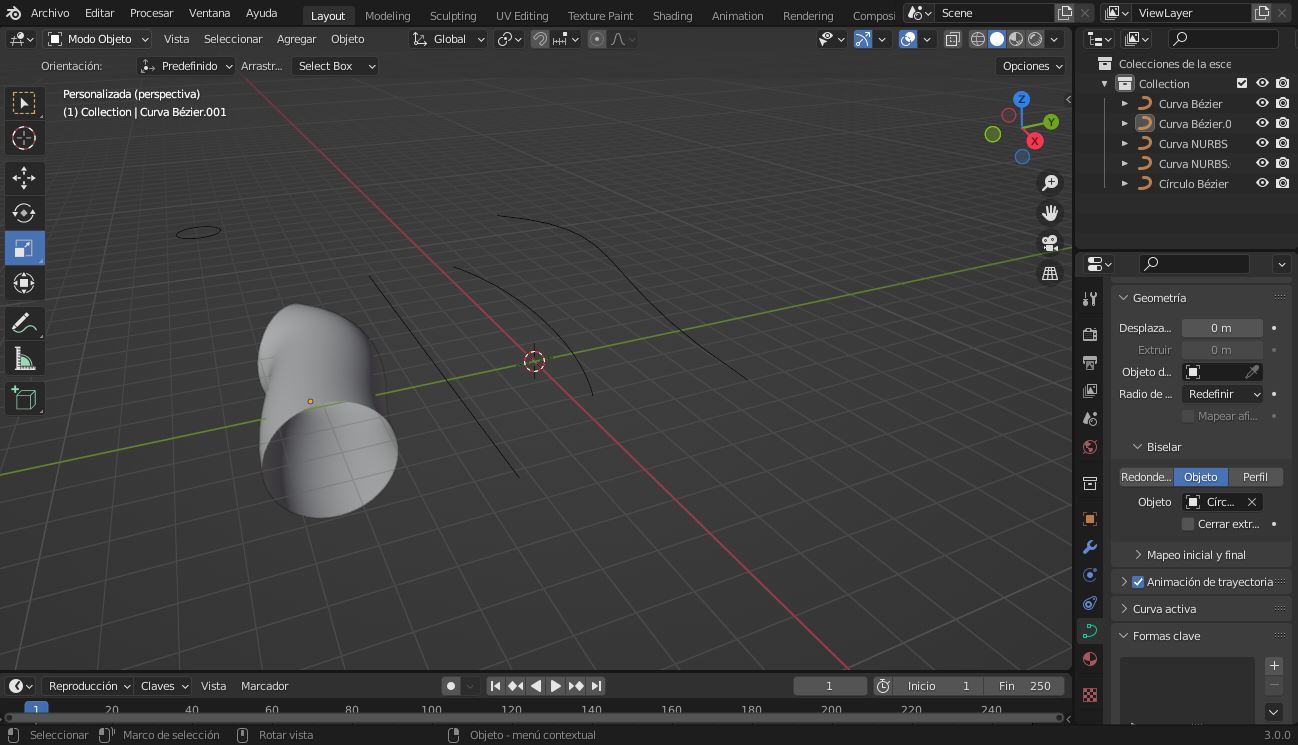 Archivo Editar Procesar Ventana Ayuda Layout Modeling Sculpting UV Editing Texture Paint Shading Animation Rendering Composi Scene ViewLayer
Modo Objeto Vista Seleccionar Agregar Objeto Global
Orientación: Predefinido Arrastr... Select Box Opciones
Personalizada (perspectiva)
(1) Collection | Curva Bézier.001
Z
Y
X
Colecciones de la esce
Collection
Curva Bézier
Curva Bézier.0
Curva NURBS
Curva NURBS.
Círculo Bézier
Geometría
Desplaza... 0 m
Extruir 0 m
Objeto d...
Radio de ... Redefinir
Mapear afi...
Biselar
Redonde... Objeto Perfil
Objeto Círc...
Cerrar extr...
Mapeo inicial y final
Animación de trayectoria
Curva activa
Formas clave
Reproducción Claves Vista Marcador 1 Inicio 1 Fin 250
1 20 40 60 80 100 120 140 160 180 200 220 240
Seleccionar Marco de selección Rotar vista Objeto - menú contextual 3.0.0